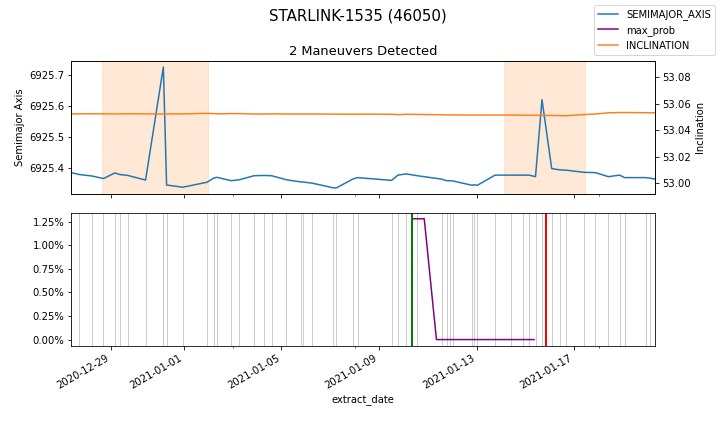 STARLINK-1535 (46050)
SEMIMAJOR_AXIS
max_prob
INCLINATION
2 Maneuvers Detected
6925.7
6925.6
6925.5
6925.4
Semimajor Axis
53.08
53.06
53.04
53.02
53.00
Inclination
1.25%
1.00%
0.75%
0.50%
0.25%
0.00%
2020-12-29
2021-01-01
2021-01-05
2021-01-09
2021-01-13
2021-01-17
extract_date